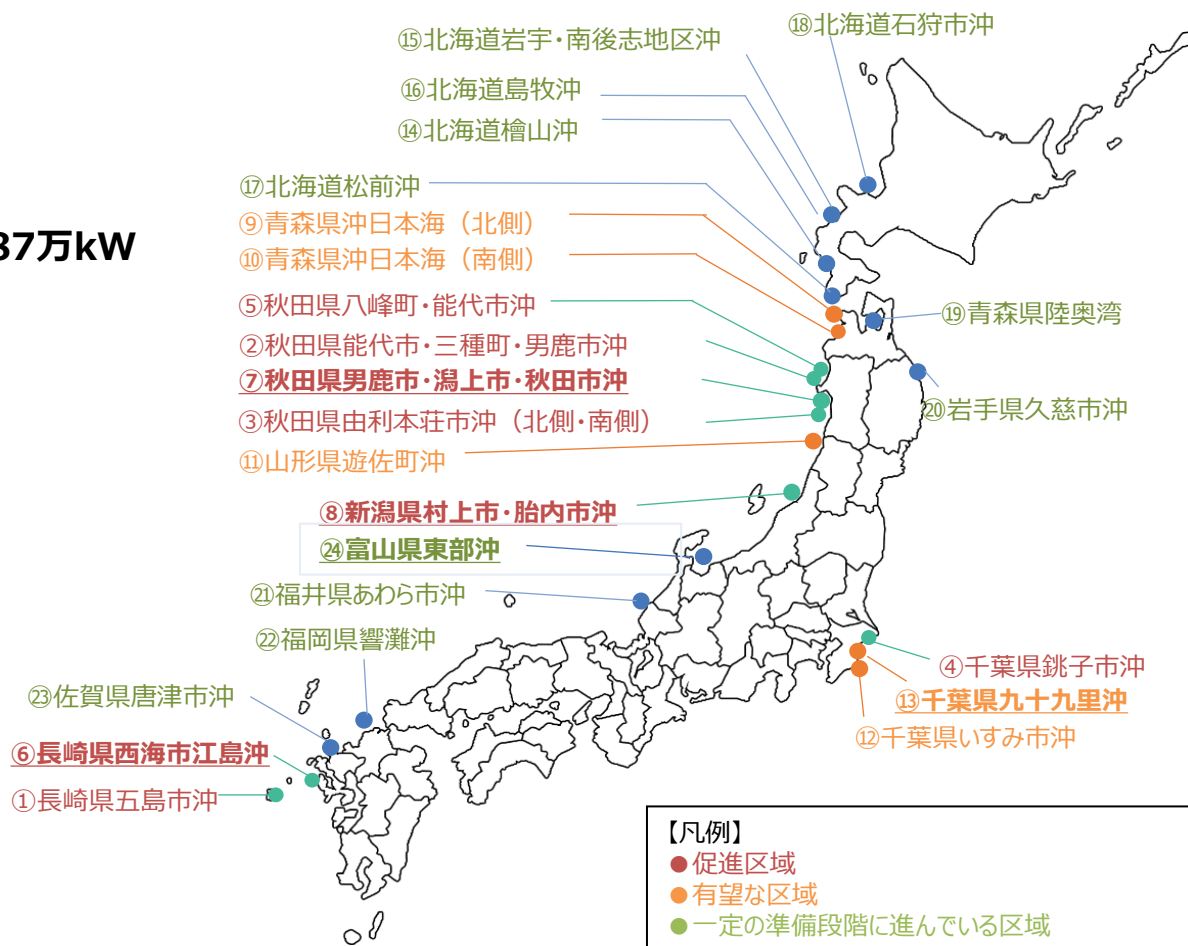 ⑱北海道石狩市沖
⑮北海道岩宇・南後志地区沖
⑯北海道島牧沖
⑭北海道檜山沖
⑰北海道松前沖
⑨青森県沖日本海（北側）
37万kW
⑩青森県沖日本海（南側）
⑤秋田県八峰町・能代市沖
⑲青森県陸奥湾
②秋田県能代市・三種町・男鹿市沖
⑦秋田県男鹿市・潟上市・秋田市沖
⑳岩手県久慈市沖
③秋田県由利本荘市沖（北側・南側）
⑪山形県遊佐町沖
⑧新潟県村上市・胎内市沖
㉔富山県東部沖
㉑福井県あわら市沖
㉒福岡県響灘沖
④千葉県銚子市沖
㉓佐賀県唐津市沖
⑬千葉県九十九里沖
⑫千葉県いすみ市沖
⑥長崎県西海市江島沖
①長崎県五島市沖
【凡例】
促進区域
有望な区域
一定の準備段階に進んでいる区域